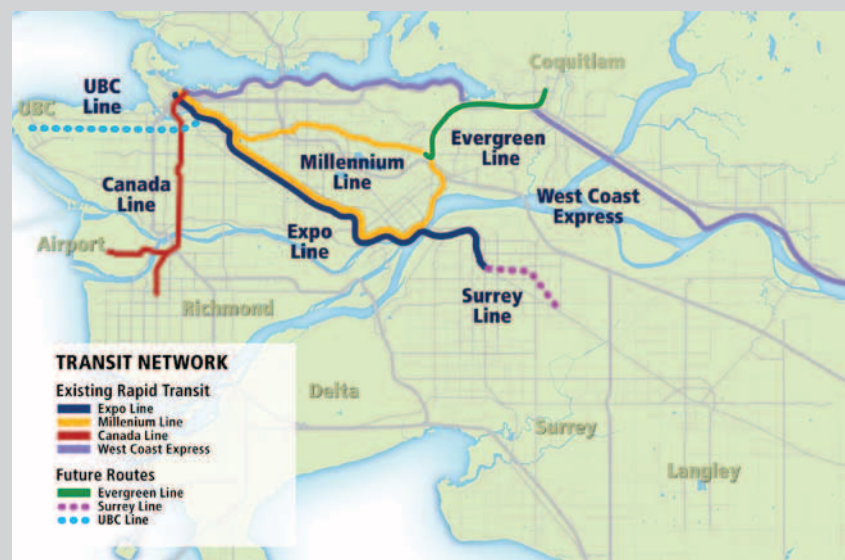 Coquitlam
UBC
Line
UBC
Evergreen
Line
Millennium
Line
Canada
Line
West Coast
Express
Expo
Line
Airport
Surrey
Line
Richmond
TRANSIT NETWORK
Existing Rapid Transit
Expo Line
Millenium Line
Canada Line
West Coast Express
Future Routes
Evergreen Line
Surrey Line
UBC Line
Delta
Surrey
Langley